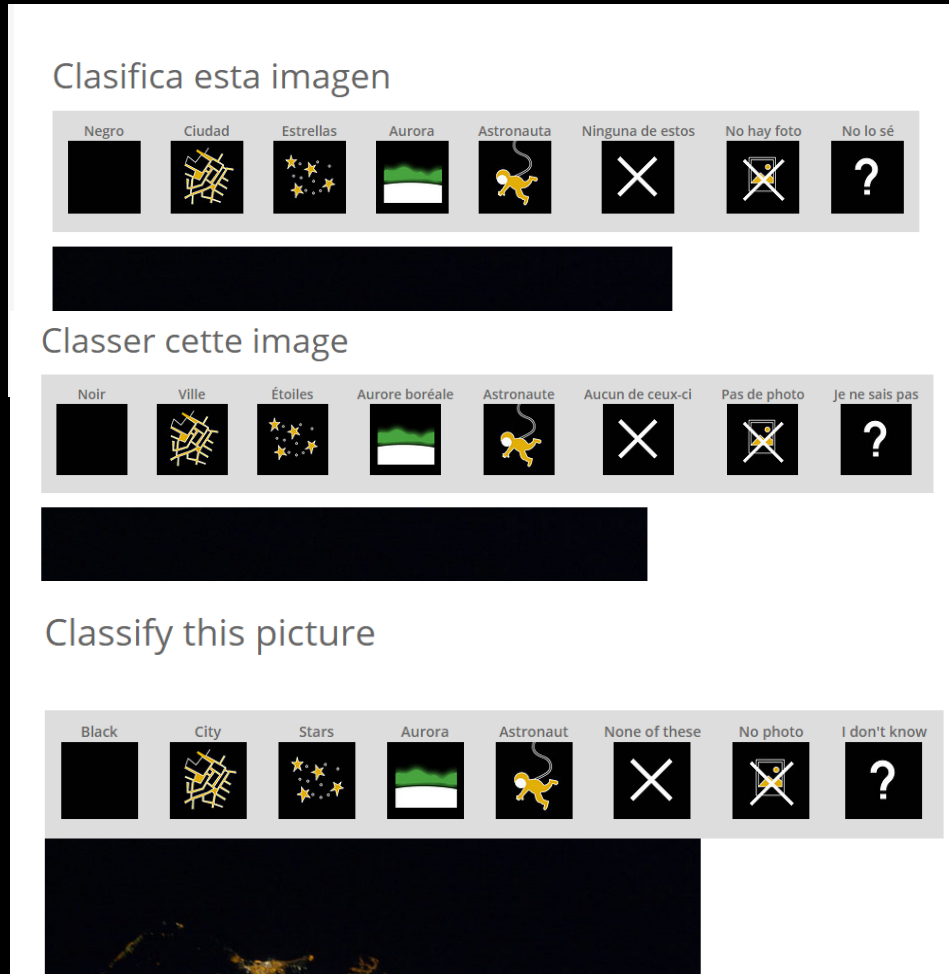 Clasifica esta imagen
Negro Ciudad Estrellas Aurora Astronauta Ninguna de estos No hay foto No lo sé
?
Classer cette image
Noir Ville Étoiles Aurore boréale Astronaute Aucun de ceux-ci Pas de photo Je ne sais pas
?
Classify this picture
Black City Stars Aurora Astronaut None of these No photo I don't know
?